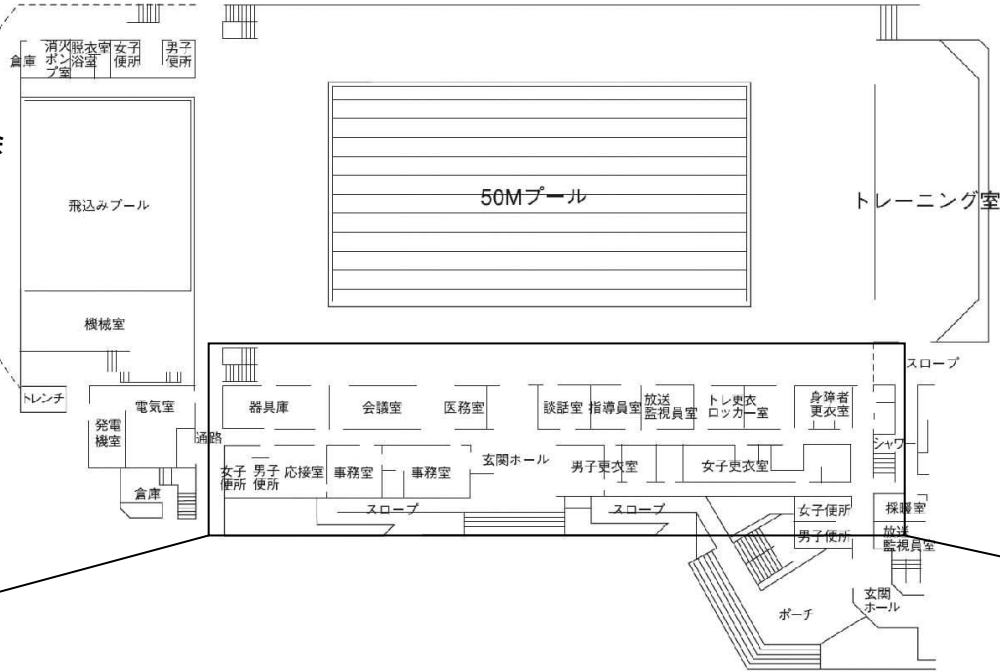 倉庫
消火
ポン
プ室
脱衣室
浴室
女子
便所
男子
便所
飛込みプール
50Mプール
トレーニング室
機械室
スロープ
トレンチ
電気室
発電
機室
通路
倉庫
器具庫
会議室
医務室
談話室
指導員室
放送
監視員室
トレ更衣
ロッカー室
身障者
更衣室
シャワー
女子
便所
男子
便所
応接室
事務室
事務室
玄関ホール
男子更衣室
女子更衣室
スロープ
スロープ
女子便所
男子便所
採暖室
放送
監視員室
ポーチ
玄関
ホール